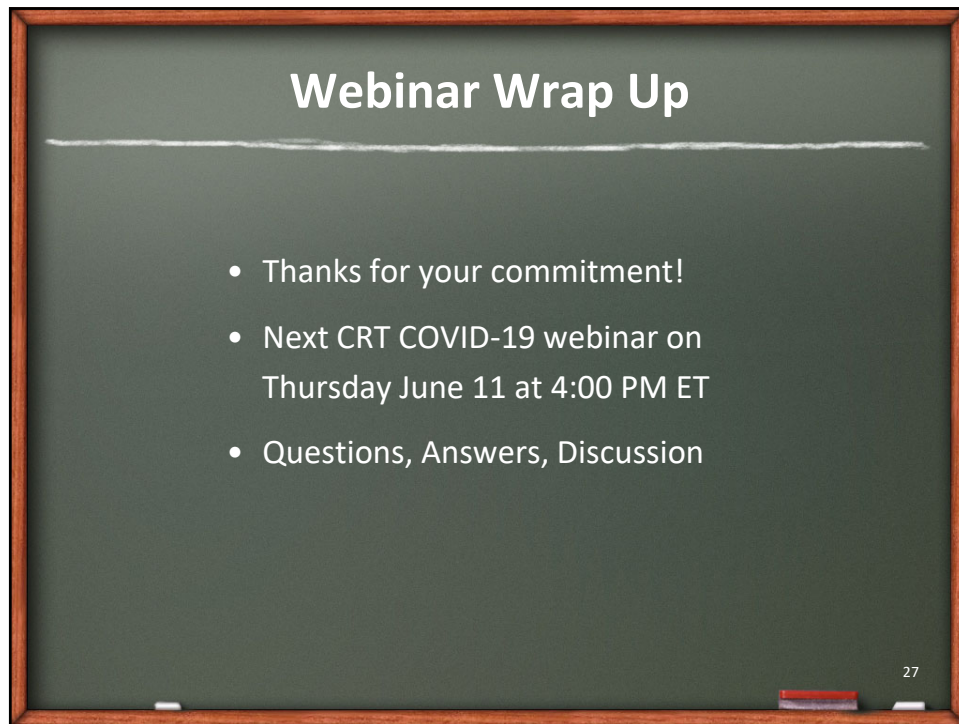 Webinar Wrap Up
• Thanks for your commitment!
• Next CRT COVID-19 webinar on
Thursday June 11 at 4:00 PM ET
• Questions, Answers, Discussion
27